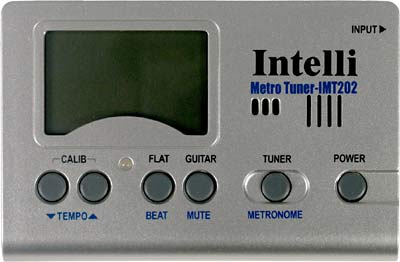 INPUT ▶
Intelli
Metro Tuner-IMT202
CALIB FLAT GUITAR TUNER POWER
▼TEMPO▲ BEAT MUTE METRONOME